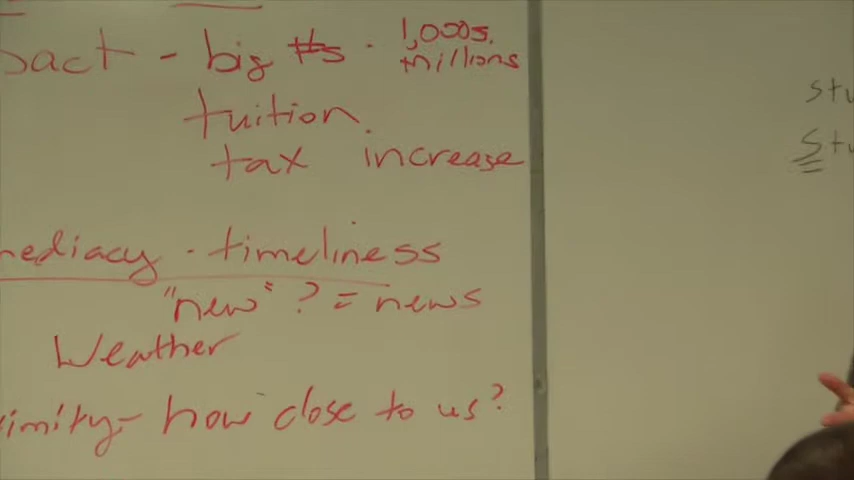 pact - big #s · 1,000s,
millions
tuition
tax increase
mediacy · timeliness
"new" ? = news
Weather
ximity - how close to us?
stu
Stu